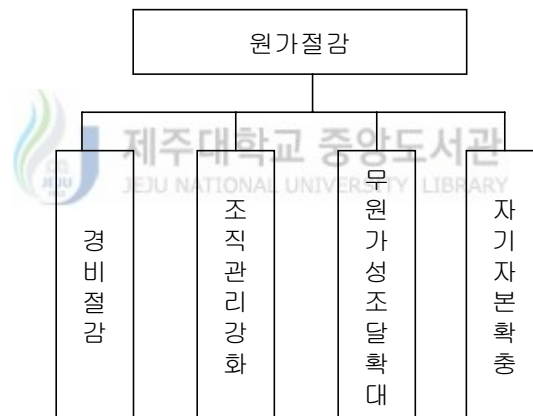 원가절감
제주대학교 중앙도서관
JEJU NATIONAL UNIVERSITY LIBRARY
JEJU
경비절감
조직관리강화
무원가성조달확대
자기자본확충